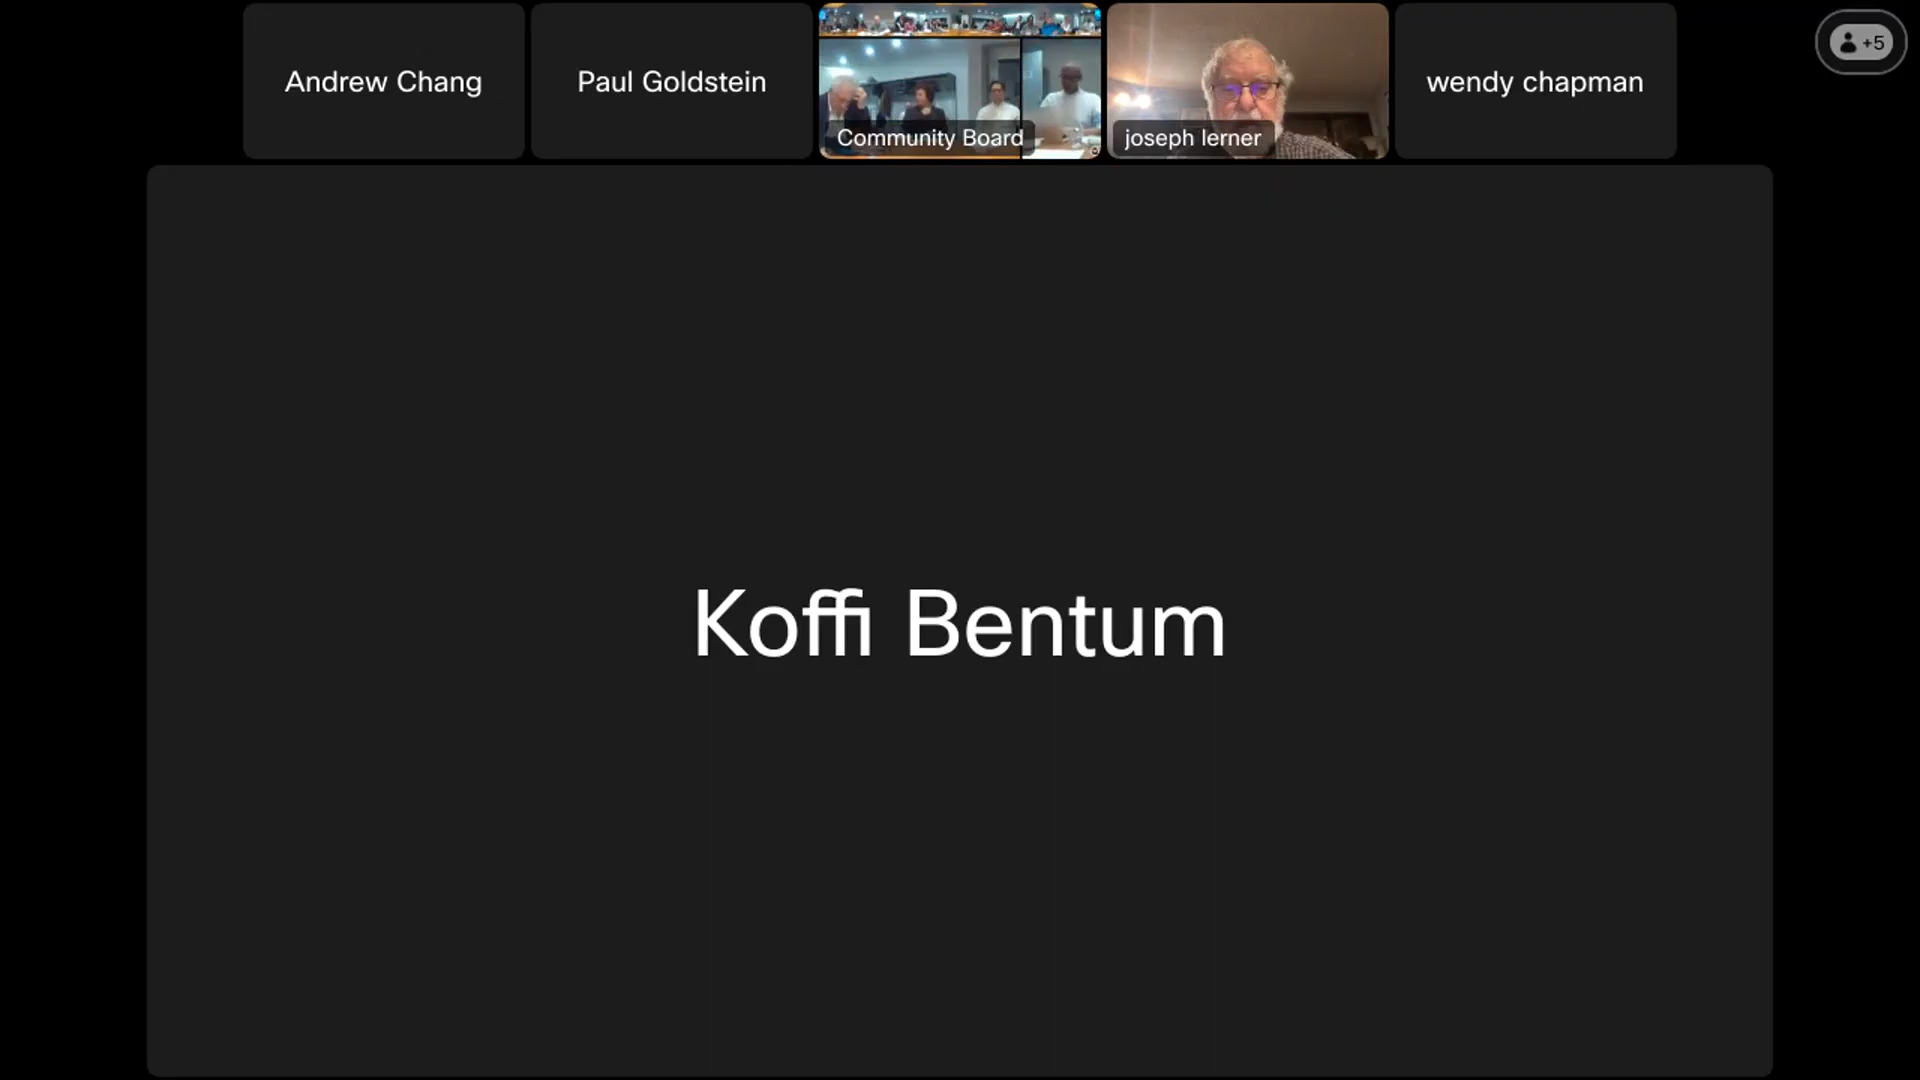 Andrew Chang
Paul Goldstein
Community Board
joseph lerner
wendy chapman
+5
Koffi Bentum